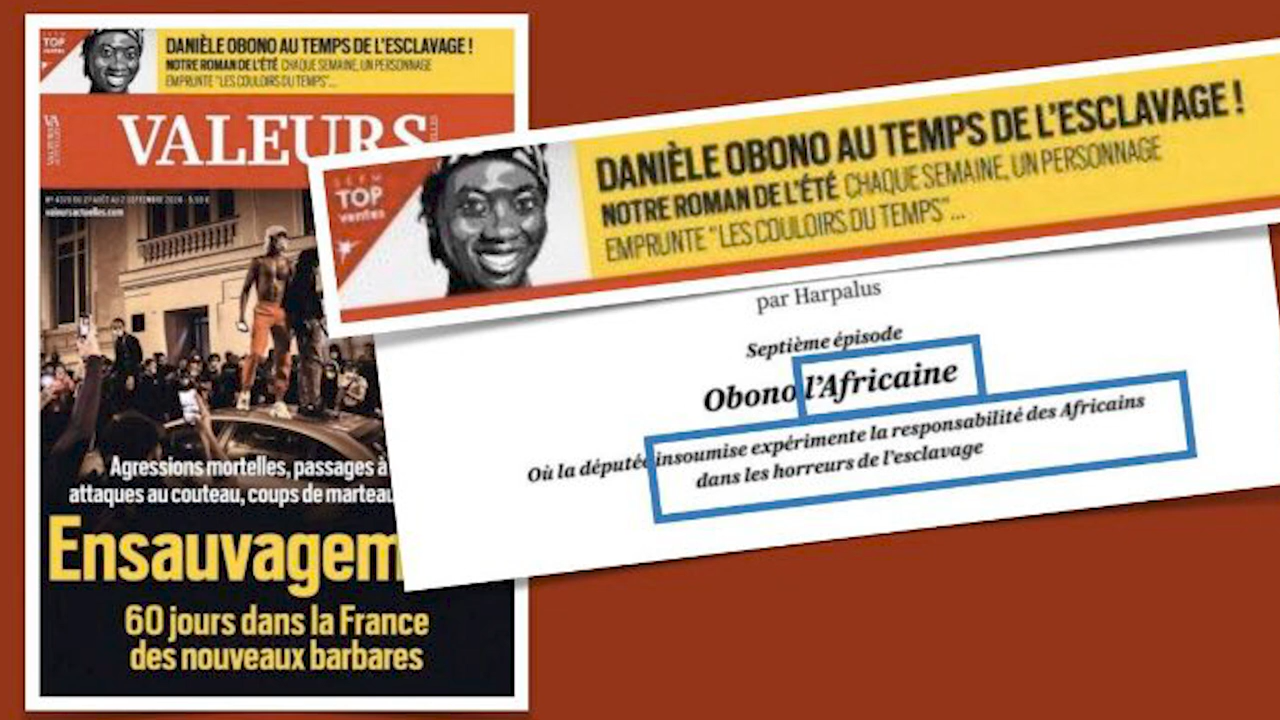 TOP
ventes
DANIÈLE OBONO AU TEMPS DE L'ESCLAVAGE !
NOTRE ROMAN DE L'ÉTÉ CHAQUE SEMAINE, UN PERSONNAGE
EMPRUNTE "LES COULOIRS DU TEMPS"...
VALEURS
valeursactuelles.com
Agressions mortelles, passages à
attaques au couteau, coups de marteau
Ensauvagem
60 jours dans la France
des nouveaux barbares
TOP
ventes
DANIÈLE OBONO AU TEMPS DE L'ESCLAVAGE !
NOTRE ROMAN DE L'ÉTÉ CHAQUE SEMAINE, UN PERSONNAGE
EMPRUNTE "LES COULOIRS DU TEMPS"...
par Harpalus
Septième épisode
Obono l'Africaine
Où la députée insoumise expérimente la responsabilité des Africains
dans les horreurs de l'esclavage